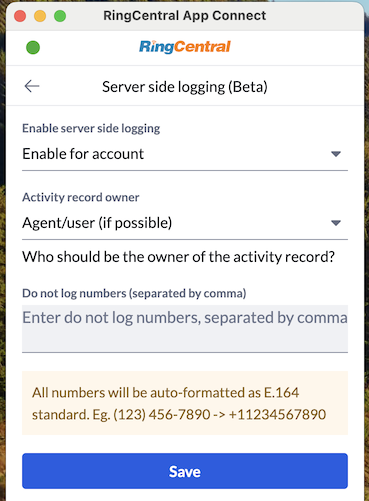 RingCentral App Connect
RingCentral
Server side logging (Beta)
Enable server side logging
Enable for account
Activity record owner
Agent/user (if possible)
Who should be the owner of the activity record?
Do not log numbers (separated by comma)
Enter do not log numbers, separated by comma
All numbers will be auto-formatted as E.164
standard. Eg. (123) 456-7890 -> +11234567890
Save